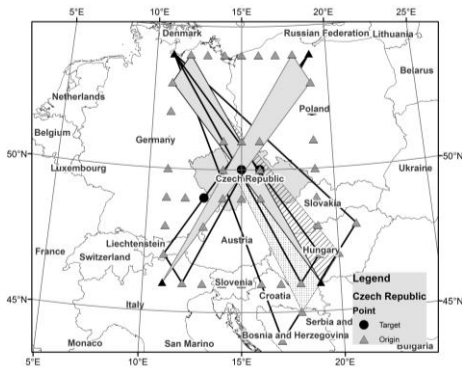 10°E 15°E 20°E 25°E
Denmark
Russian Federation
Lithuania
Belarus
Netherlands
Poland
Belgium
Germany
50°N
50°N
Luxembourg
Ukraine
Czech Republic
Slovakia
Liechtenstein
Austria
France
Switzerland
Hungary
Legend
Czech Republic
Point
Target
Origin
Slovenia
Croatia
45°N
45°N
Italy
Serbia and
Bosnia and Herzegovina
Monaco
San Marino
Bulgaria
5°E 10°E 15°E 20°E